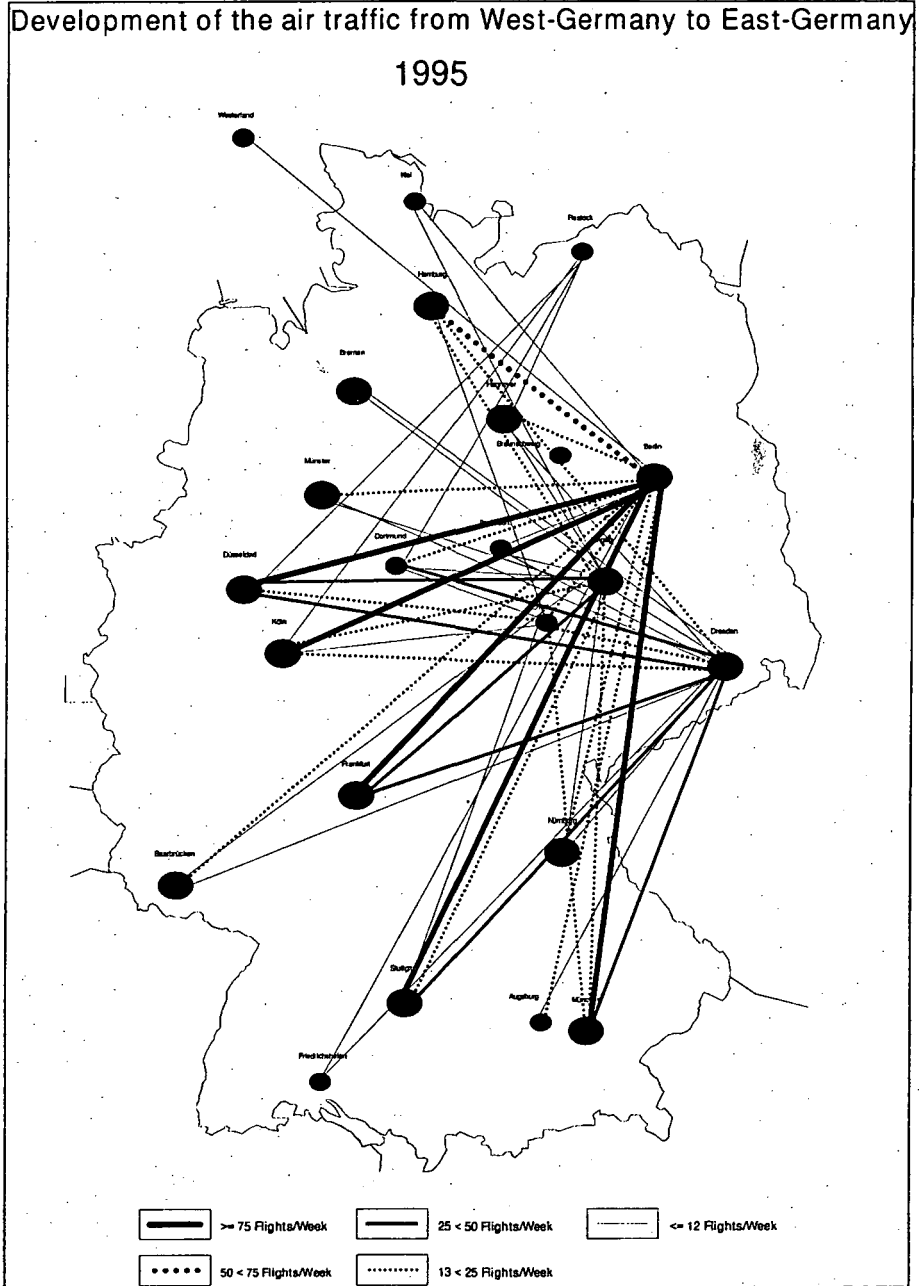 Development of the air traffic from West-Germany to East-Germany
1995
Westerland
Kiel
Rostock
Hamburg
Bremen
Hannover
Braunschweig
Berlin
Münster
Dortmund
Düsseldorf
Köln
Dresden
Frankfurt
Nürnberg
Saarbrücken
Stuttgart
Augsburg
Friedrichshafen
>= 75 Flights/Week
25 < 50 Flights/Week
<= 12 Flights/Week
50 < 75 Flights/Week
13 < 25 Flights/Week